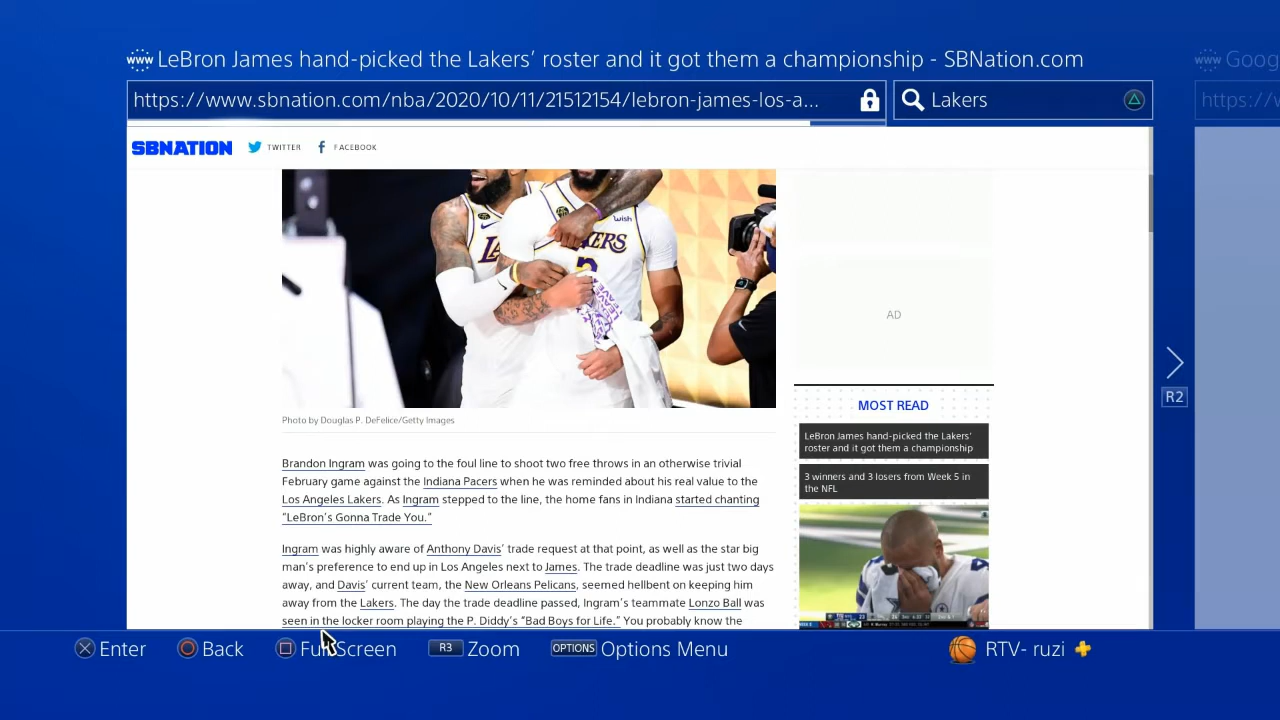 www LeBron James hand-picked the Lakers’ roster and it got them a championship - SBNation.com
www Goog
https://www.sbnation.com/nba/2020/10/11/21512154/lebron-james-los-a...
Lakers
https://w
SBNATION TWITTER FACEBOOK
wish
AD
R2
MOST READ
LeBron James hand-picked the Lakers’
roster and it got them a championship
3 winners and 3 losers from Week 5 in
the NFL
Photo by Douglas P. DeFelice/Getty Images
Brandon Ingram was going to the foul line to shoot two free throws in an otherwise trivial
February game against the Indiana Pacers when he was reminded about his real value to the
Los Angeles Lakers. As Ingram stepped to the line, the home fans in Indiana started chanting
“LeBron’s Gonna Trade You.”
Ingram was highly aware of Anthony Davis’ trade request at that point, as well as the star big
man’s preference to end up in Los Angeles next to James. The trade deadline was just two days
away, and Davis’ current team, the New Orleans Pelicans, seemed hellbent on keeping him
away from the Lakers. The day the trade deadline passed, Ingram’s teammate Lonzo Ball was
seen in the locker room playing the P. Diddy’s “Bad Boys for Life.” You probably know the
Enter Back Full Screen R3 Zoom OPTIONS Options Menu RTV- ruzi